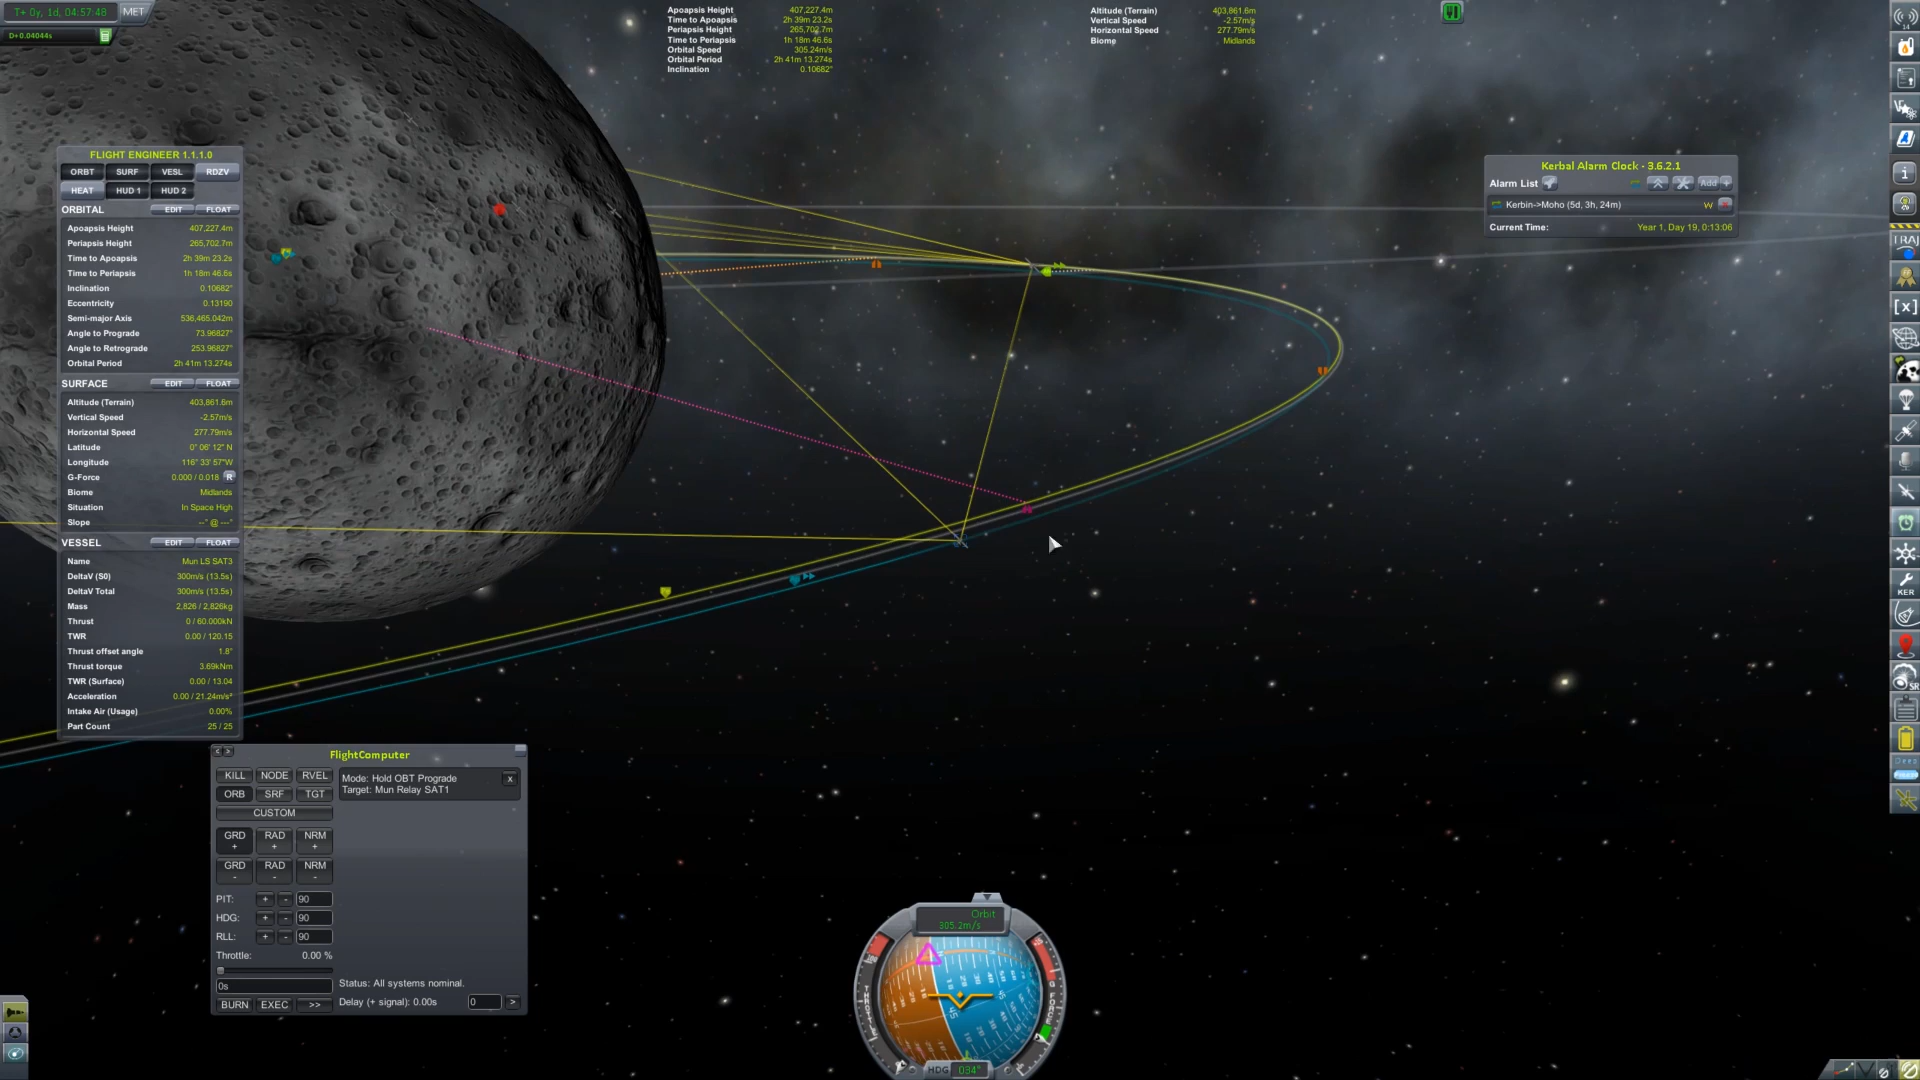 T+ 0y, 1d, 04:57:48 MET
D+0.04044s
Apoapsis Height 407,227.4m
Time to Apoapsis 2h 39m 23.2s
Periapsis Height 265,702.7m
Time to Periapsis 1h 18m 46.6s
Orbital Speed 305.24m/s
Orbital Period 2h 41m 13.274s
Inclination 0.10682°
Altitude (Terrain) 403,861.6m
Vertical Speed -2.57m/s
Horizontal Speed 277.79m/s
Biome Midlands
FLIGHT ENGINEER 1.1.1.0
ORBT SURF VESL RDZV
HEAT HUD 1 HUD 2
ORBITAL EDIT FLOAT
Apoapsis Height 407,227.4m
Periapsis Height 265,702.7m
Time to Apoapsis 2h 39m 23.2s
Time to Periapsis 1h 18m 46.6s
Inclination 0.10682°
Eccentricity 0.13190
Semi-major Axis 536,465.042m
Angle to Prograde 73.96827°
Angle to Retrograde 253.96827°
Orbital Period 2h 41m 13.274s
SURFACE EDIT FLOAT
Altitude (Terrain) 403,861.6m
Vertical Speed -2.57m/s
Horizontal Speed 277.79m/s
Latitude 0° 06' 12" N
Longitude 116° 33' 57"W
G-Force 0.000 / 0.018 R
Biome Midlands
Situation In Space High
Slope --° @ ---°
VESSEL EDIT FLOAT
Name Mun LS SAT3
DeltaV (S0) 300m/s (13.5s)
DeltaV Total 300m/s (13.5s)
Mass 2,826 / 2,826kg
Thrust 0 / 60.000kN
TWR 0.00 / 120.15
Thrust offset angle 1.8°
Thrust torque 3.69kNm
TWR (Surface) 0.00 / 13.04
Acceleration 0.00 / 21.24m/s²
Intake Air (Usage) 0.00%
Part Count 25 / 25
Kerbal Alarm Clock - 3.6.2.1
Alarm List Add +
Kerbin->Moho (5d, 3h, 24m)
Current Time: Year 1, Day 19, 0:13:06
< > FlightComputer
KILL NODE RVEL
ORB SRF TGT
CUSTOM
GRD + RAD + NRM +
GRD - RAD - NRM -
PIT: + - 90
HDG: + - 90
RLL: + - 90
Throttle: 0.00 %
0s
BURN EXEC >>
Mode: Hold OBT Prograde X
Target: Mun Relay SAT1
Status: All systems nominal.
Delay (+ signal): 0.00s 0 >
Orbit
305.2m/s
HDG 034°
TRAJ
[x]
KER
SR